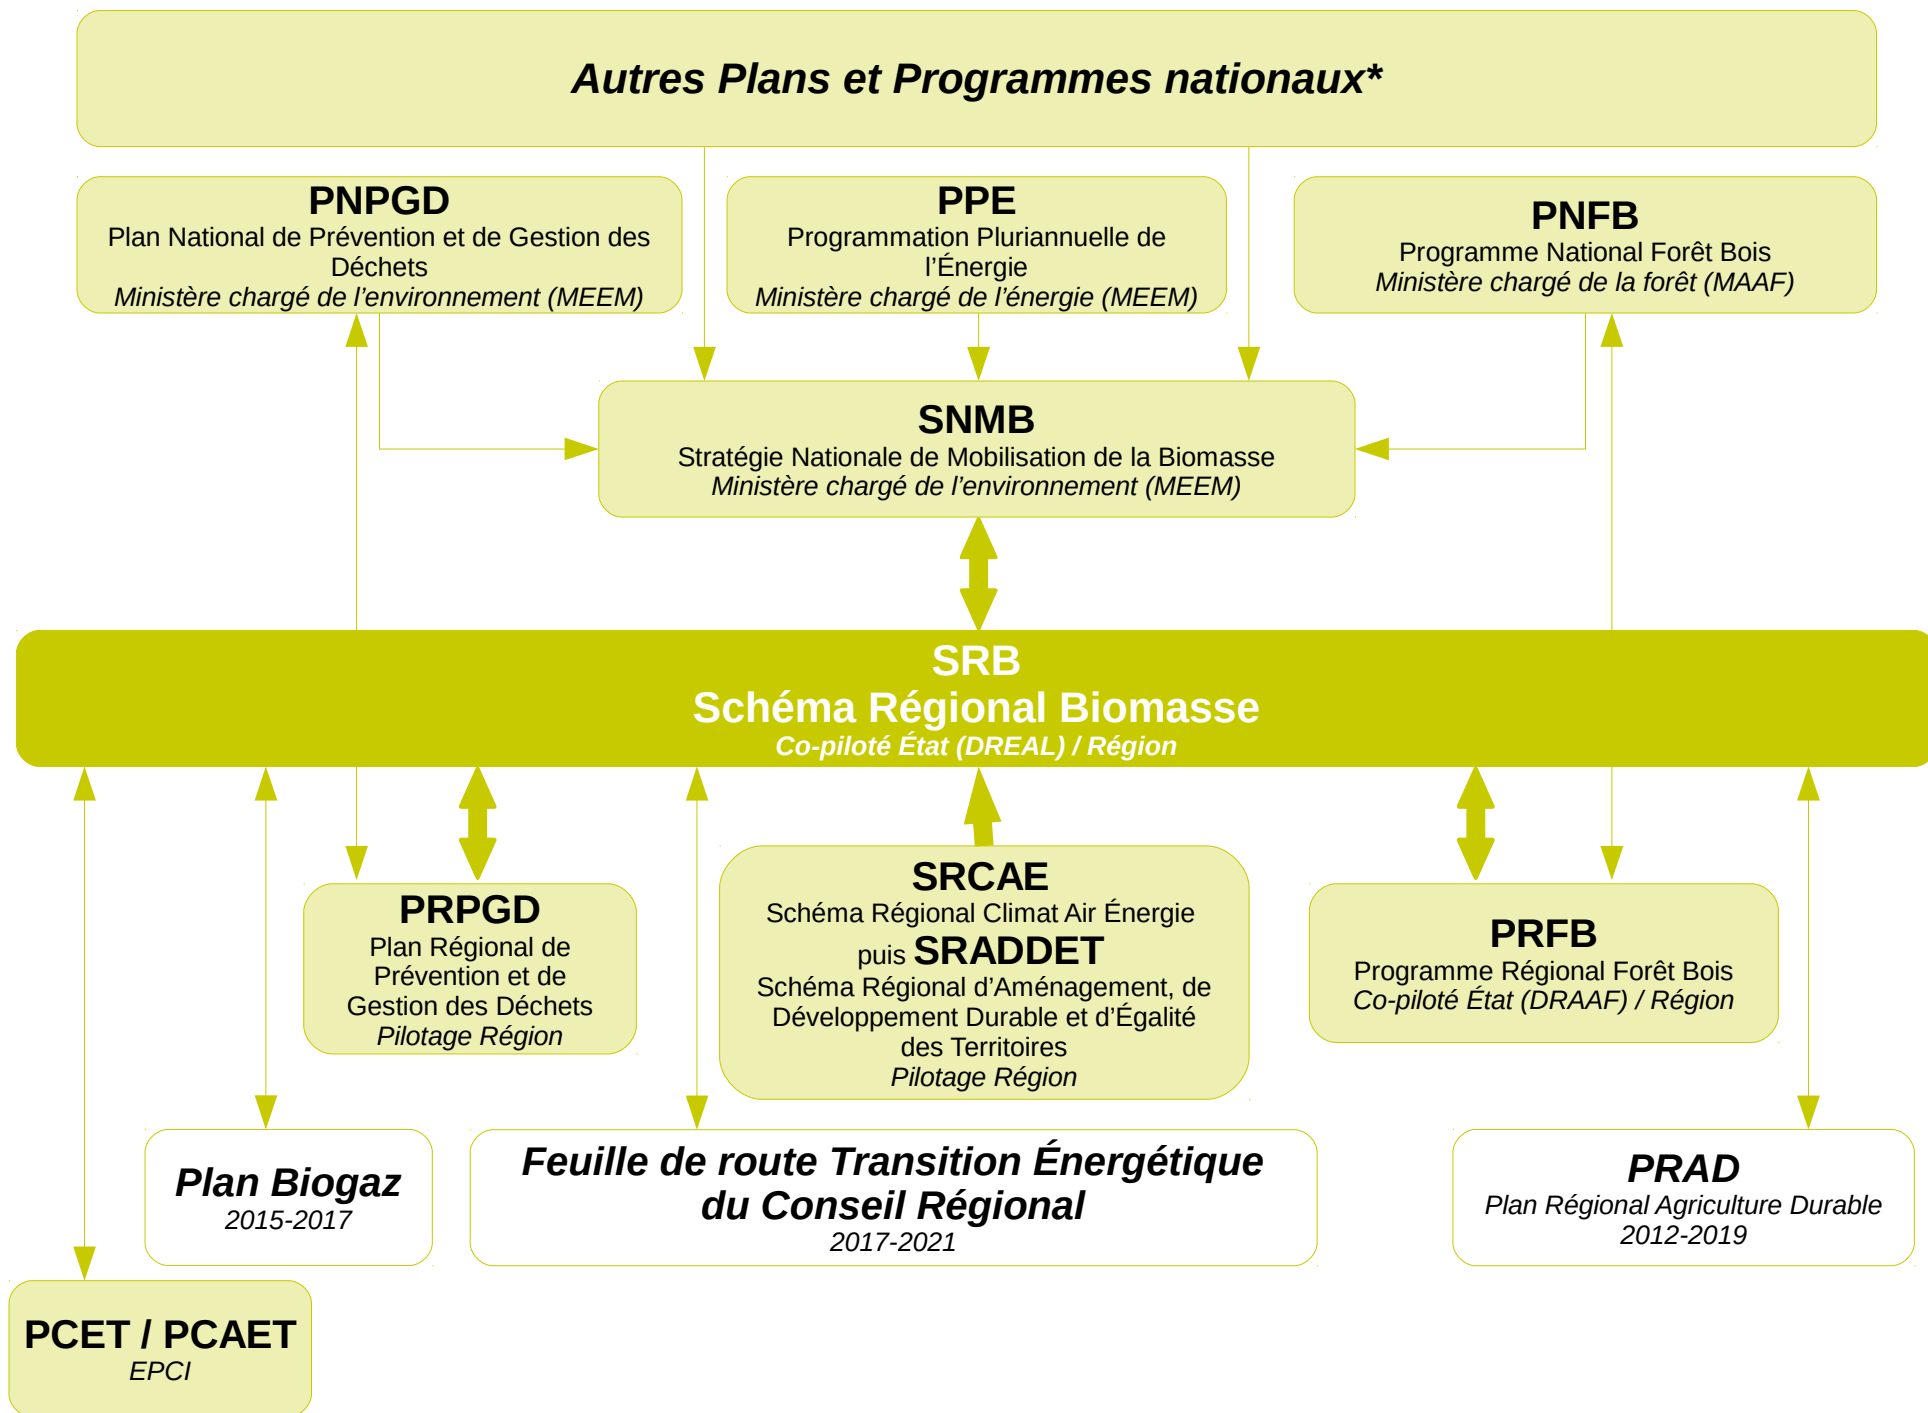 Autres Plans et Programmes nationaux*
PNPGD
Plan National de Prévention et de Gestion des
Déchets
Ministère chargé de l’environnement (MEEM)
PPE
Programmation Pluriannuelle de
l’Énergie
Ministère chargé de l’énergie (MEEM)
PNFB
Programme National Forêt Bois
Ministère chargé de la forêt (MAAF)
SNMB
Stratégie Nationale de Mobilisation de la Biomasse
Ministère chargé de l’environnement (MEEM)
SRB
Schéma Régional Biomasse
Co-piloté État (DREAL) / Région
PRPGD
Plan Régional de
Prévention et de
Gestion des Déchets
Pilotage Région
SRCAE
Schéma Régional Climat Air Énergie
puis SRADDET
Schéma Régional d’Aménagement, de
Développement Durable et d’Égalité
des Territoires
Pilotage Région
PRFB
Programme Régional Forêt Bois
Co-piloté État (DRAAF) / Région
Plan Biogaz
2015-2017
Feuille de route Transition Énergétique
du Conseil Régional
2017-2021
PRAD
Plan Régional Agriculture Durable
2012-2019
PCET / PCAET
EPCI